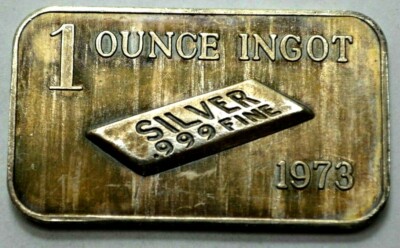 1 OUNCE INGOT
SILVER
.999 FINE
1973